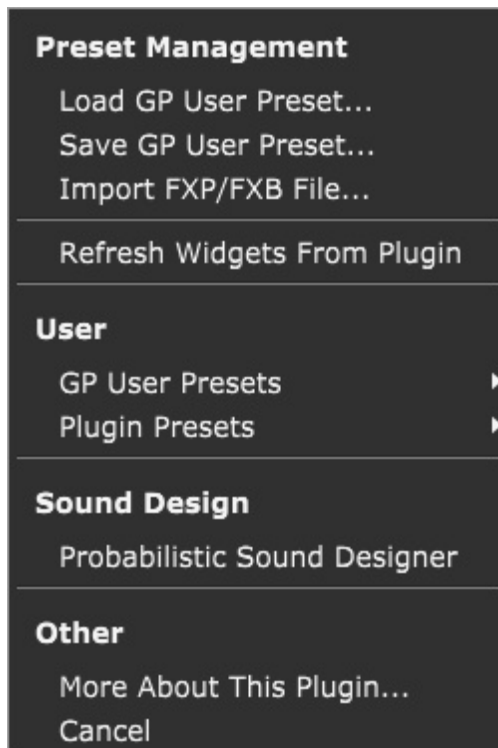 Preset Management
Load GP User Preset...
Save GP User Preset...
Import FXP/FXB File...
Refresh Widgets From Plugin
User
GP User Presets
Plugin Presets
Sound Design
Probabilistic Sound Designer
Other
More About This Plugin...
Cancel